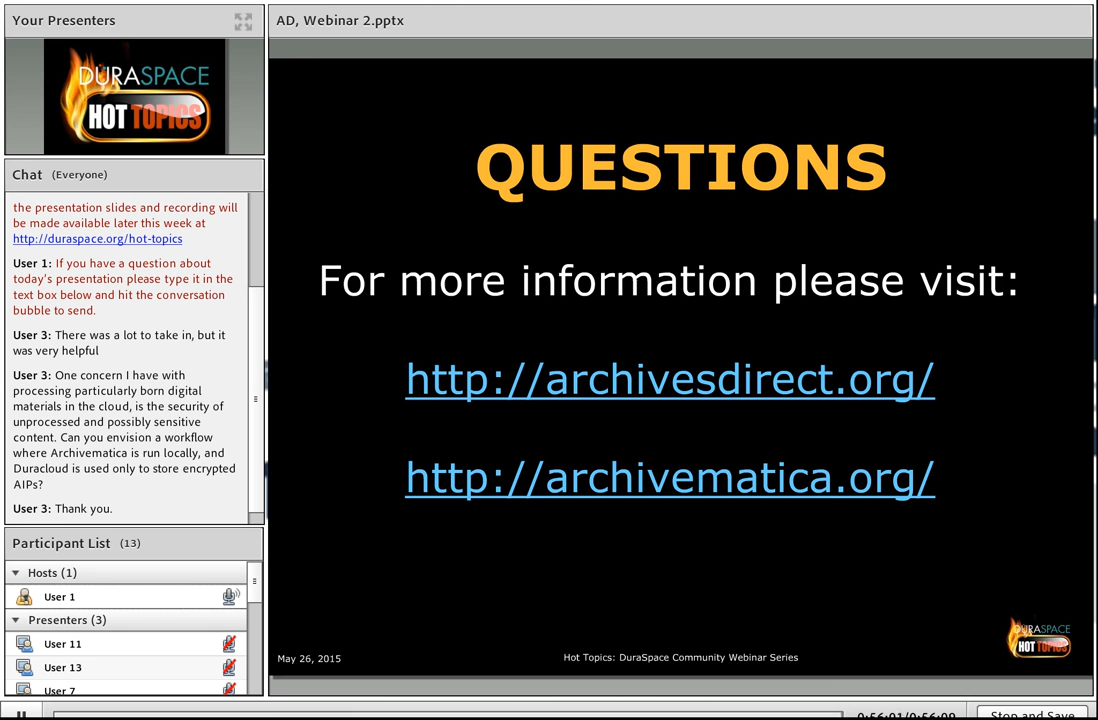 Your Presenters
DURASPACE
HOT TOPICS
Chat (Everyone)
the presentation slides and recording will
be made available later this week at
http://duraspace.org/hot-topics
User 1: If you have a question about
today's presentation please type it in the
text box below and hit the conversation
bubble to send.
User 3: There was a lot to take in, but it
was very helpful
User 3: One concern I have with
processing particularly born digital
materials in the cloud, is the security of
unprocessed and possibly sensitive
content. Can you envision a workflow
where Archivematica is run locally, and
Duracloud is used only to store encrypted
AIPs?
User 3: Thank you.
Participant List (13)
Hosts (1)
User 1
Presenters (3)
User 11
User 13
User 7
AD, Webinar 2.pptx
QUESTIONS
For more information please visit:
http://archivesdirect.org/
http://archivematica.org/
May 26, 2015
Hot Topics: DuraSpace Community Webinar Series
DURASPACE
HOT TOPICS
0:56:01/0:56:09
Stop and Save